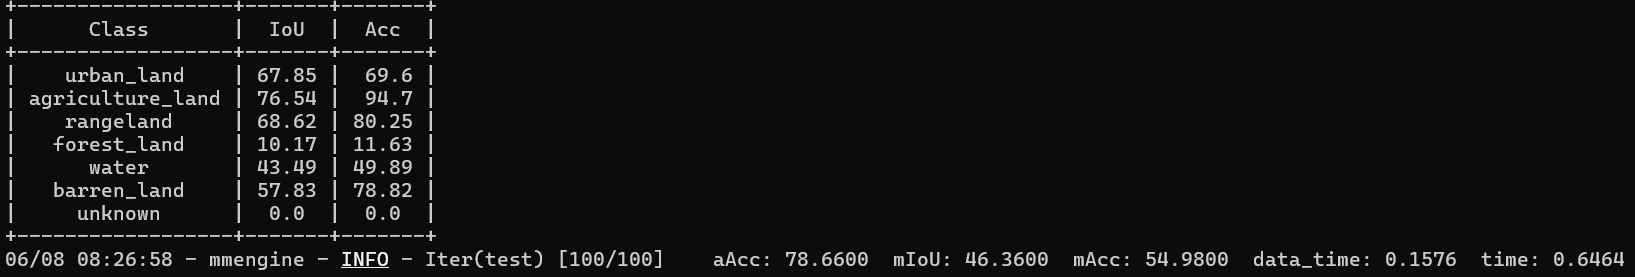 +------------------+-------+-------+
|      Class       |  IoU  |  Acc  |
+------------------+-------+-------+
|    urban_land    | 67.85 |  69.6 |
| agriculture_land | 76.54 |  94.7 |
|    rangeland     | 68.62 | 80.25 |
|   forest_land    | 10.17 | 11.63 |
|      water       | 43.49 | 49.89 |
|   barren_land    | 57.83 | 78.82 |
|     unknown      |  0.0  |  0.0  |
+------------------+-------+-------+
06/08 08:26:58 - mmengine - INFO - Iter(test) [100/100]    aAcc: 78.6600  mIoU: 46.3600  mAcc: 54.9800  data_time: 0.1576  time: 0.6464